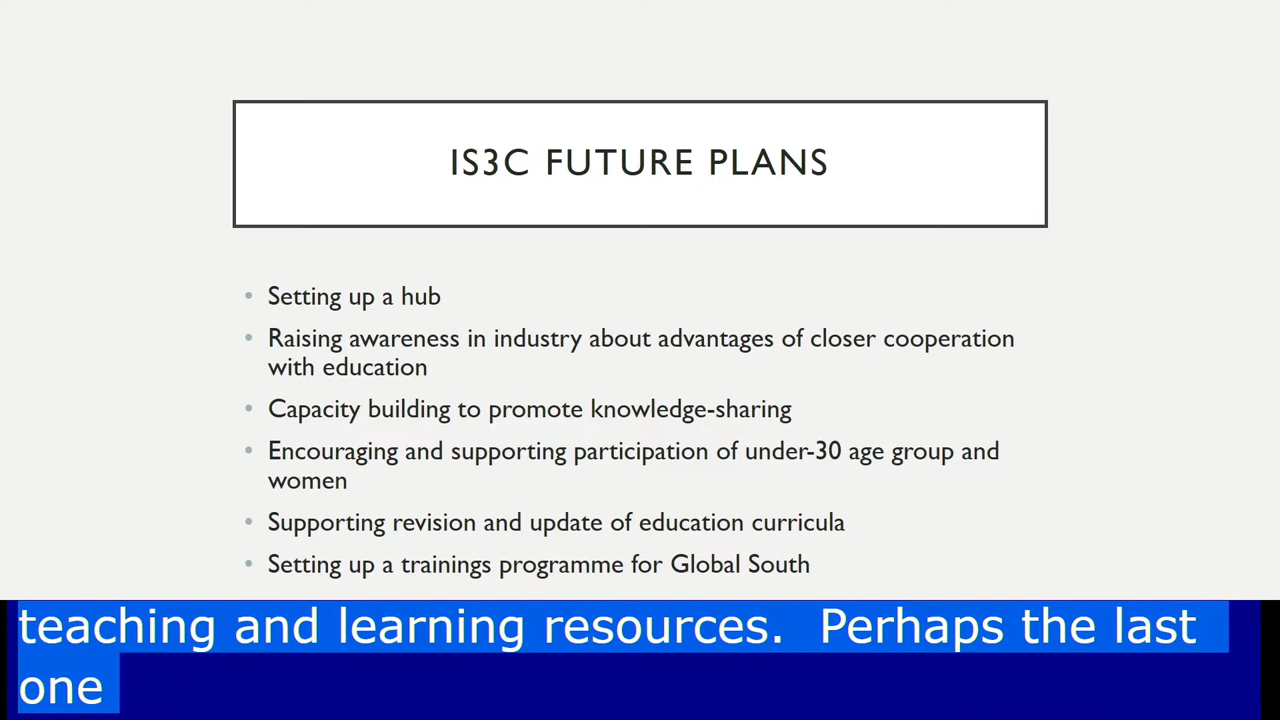 IS3C FUTURE PLANS
• Setting up a hub
• Raising awareness in industry about advantages of closer cooperation
with education
• Capacity building to promote knowledge-sharing
• Encouraging and supporting participation of under-30 age group and
women
• Supporting revision and update of education curricula
• Setting up a trainings programme for Global South
teaching and learning resources.  Perhaps the last
one